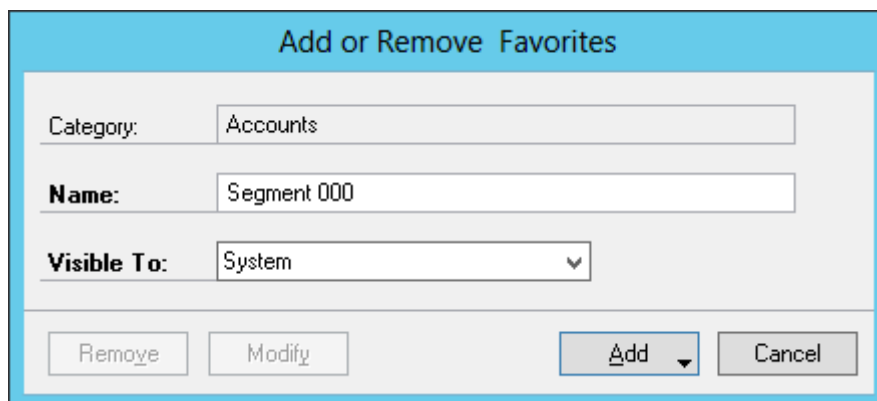 Add or Remove Favorites
Category: Accounts
Name: Segment 000
Visible To: System
Remove Modify Add Cancel